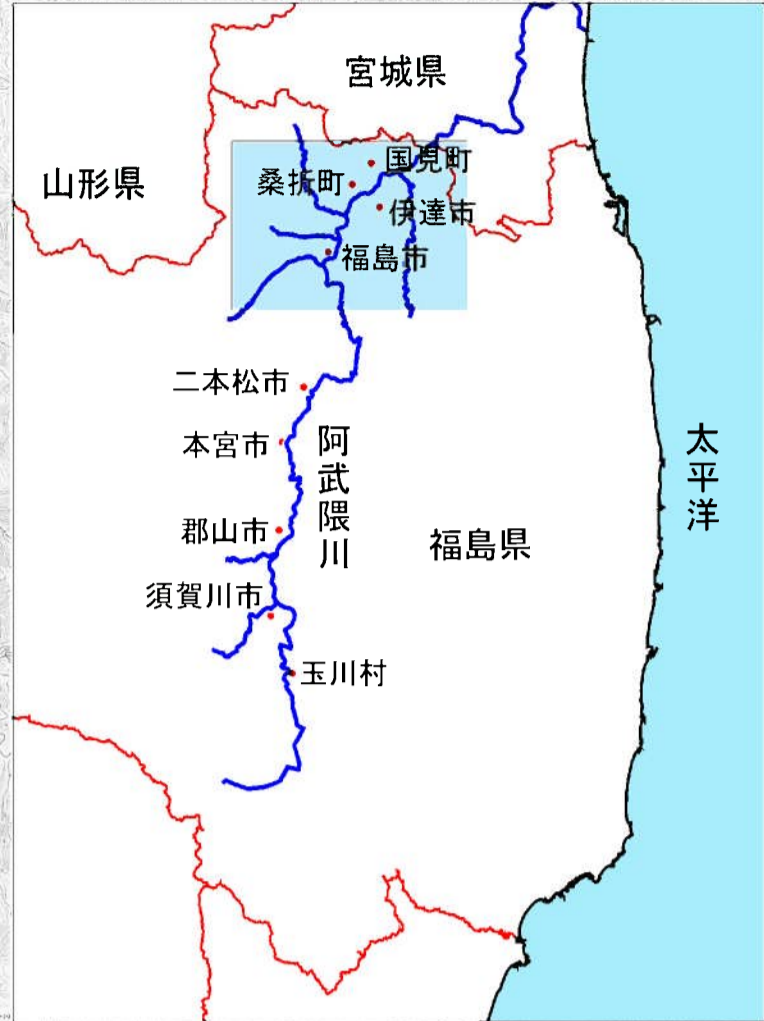 宮城県
国見町
山形県
桑折町
伊達市
福島市
二本松市
本宮市
阿武隈川
太平洋
郡山市
福島県
須賀川市
玉川村